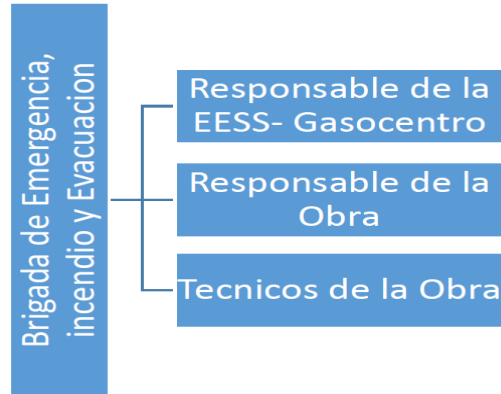 Brigada de Emergencia,
incendio y Evacuacion
Responsable de la
EESS- Gasocentro
Responsable de la
Obra
Tecnicos de la Obra